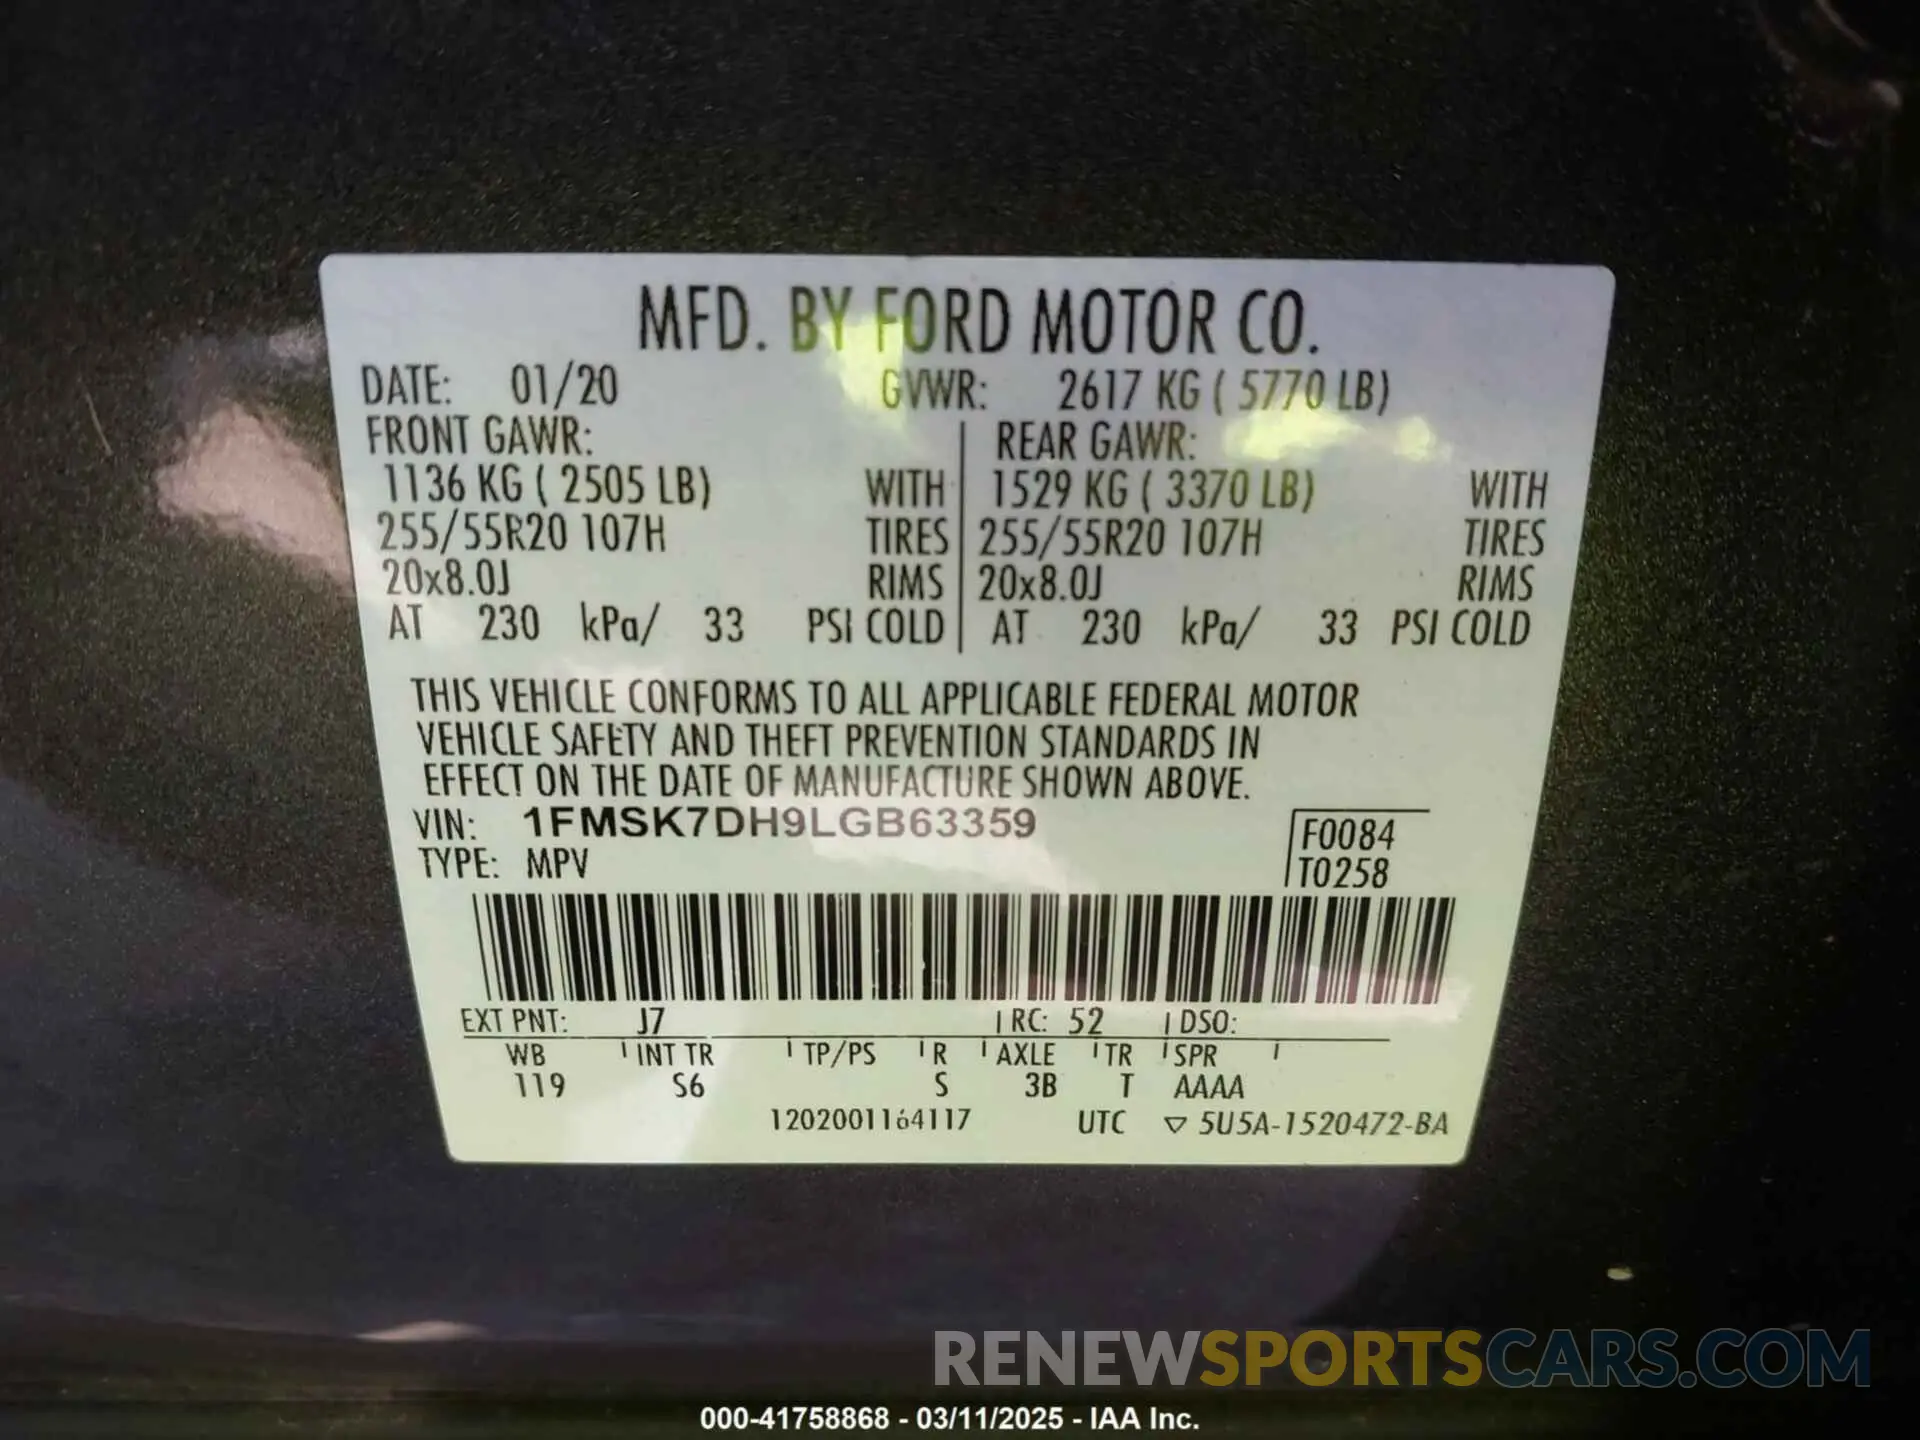 MFD. BY FORD MOTOR CO.
DATE: 01/20 GVWR: 2617 KG ( 5770 LB)
FRONT GAWR: REAR GAWR:
1136 KG ( 2505 LB) WITH 1529 KG ( 3370 LB) WITH
255/55R20 107H TIRES 255/55R20 107H TIRES
20x8.0J RIMS 20x8.0J RIMS
AT 230 kPa/ 33 PSI COLD AT 230 kPa/ 33 PSI COLD
THIS VEHICLE CONFORMS TO ALL APPLICABLE FEDERAL MOTOR
VEHICLE SAFETY AND THEFT PREVENTION STANDARDS IN
EFFECT ON THE DATE OF MANUFACTURE SHOWN ABOVE.
VIN: 1FMSK7DH9LGB63359 F0084
TYPE: MPV T0258
EXT PNT: J7 RC: 52 DSO:
WB INT TR TP/PS R AXLE TR SPR
119 S6 S 3B T AAAA
1202001164117 UTC ▽ 5U5A-1520472-BA
RENEWSPORTSCARS.COM
000-41758868 - 03/11/2025 - IAA Inc.